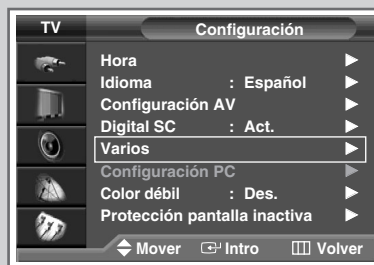 TV Configuración
Hora
Idioma : Español
Configuración AV
Digital SC : Act.
Varios
Configuración PC
Color débil : Des.
Protección pantalla inactiva
Mover Intro Volver